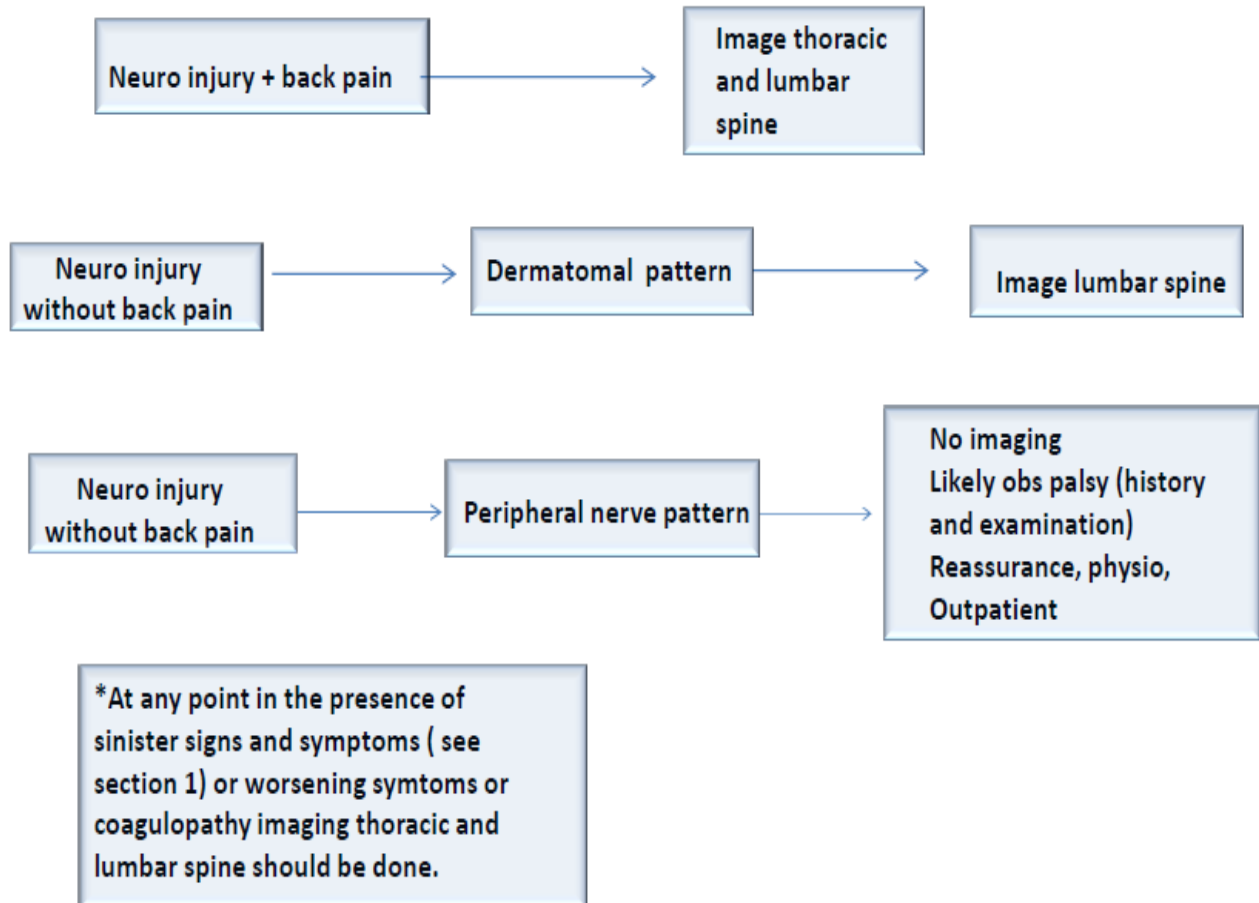 Neuro injury + back pain
Image thoracic
and lumbar
spine
Neuro injury
without back pain
Dermatomal pattern
Image lumbar spine
Neuro injury
without back pain
Peripheral nerve pattern
No imaging
Likely obs palsy (history
and examination)
Reassurance, physio,
Outpatient
*At any point in the presence of
sinister signs and symptoms ( see
section 1) or worsening symtoms or
coagulopathy imaging thoracic and
lumbar spine should be done.